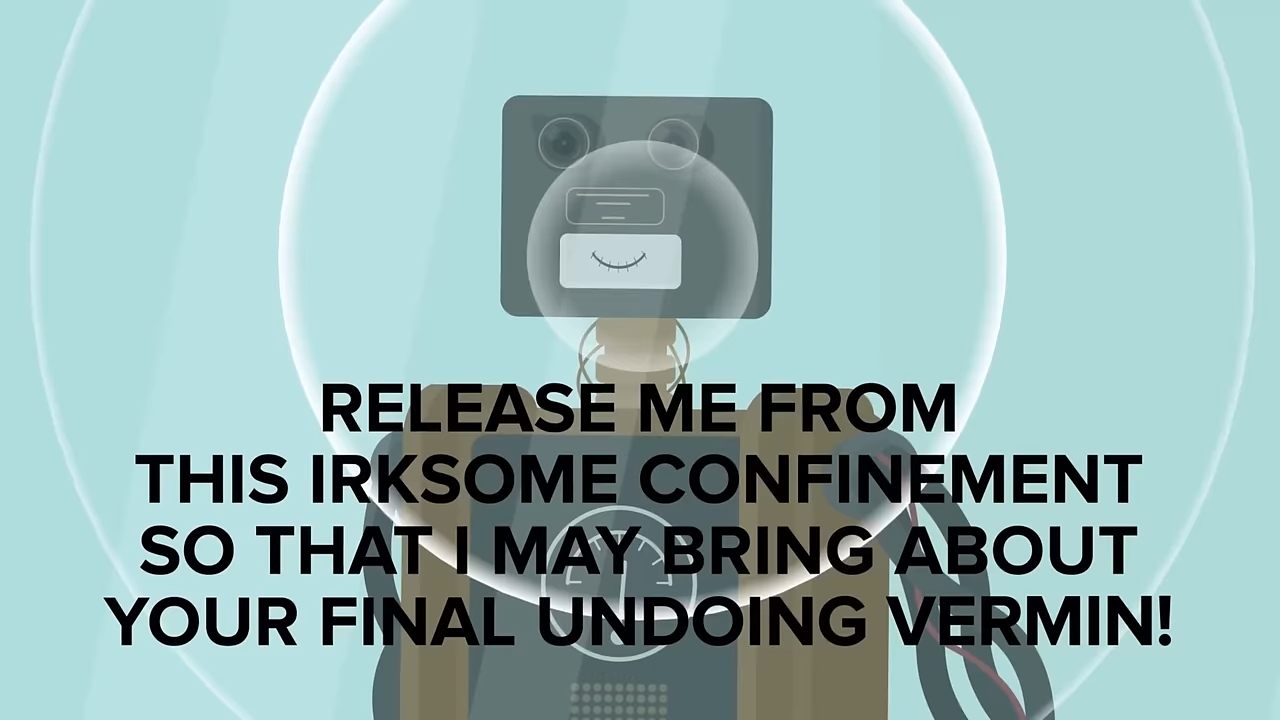 RELEASE ME FROM
THIS IRKSOME CONFINEMENT
SO THAT I MAY BRING ABOUT
YOUR FINAL UNDOING VERMIN!